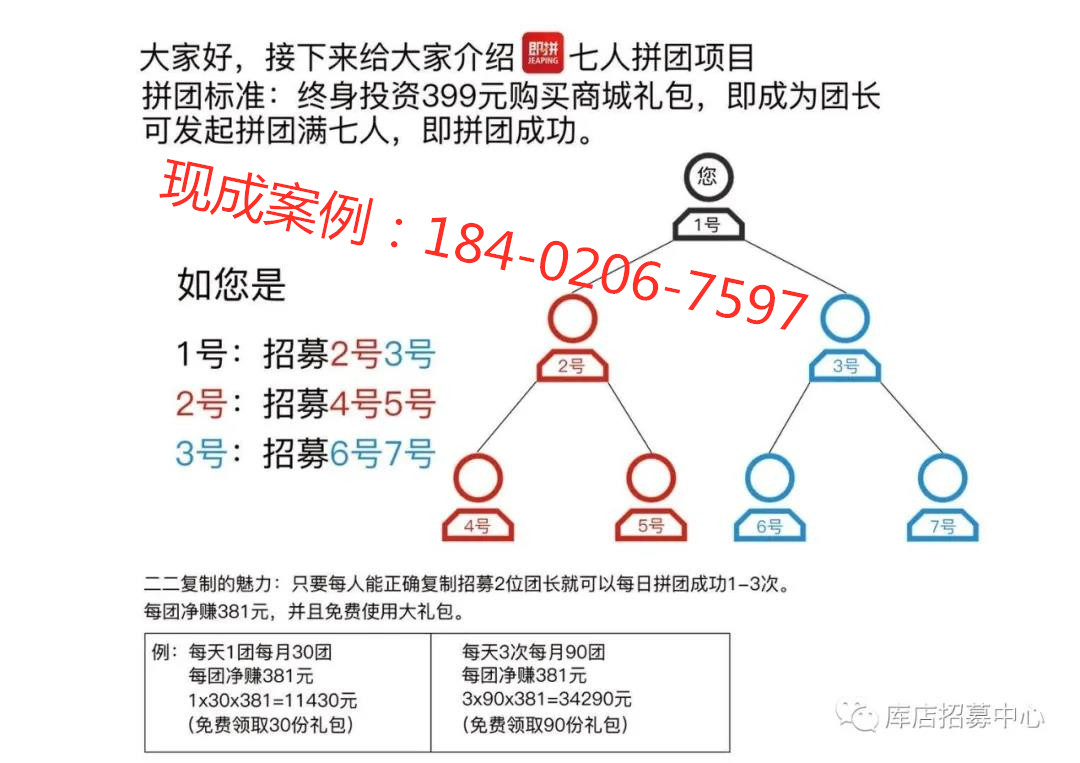 大家好，接下来给大家介绍 即拼 JEAPING 七人拼团项目
拼团标准：终身投资399元购买商城礼包，即成为团长
可发起拼团满七人，即拼团成功。
现成案例：184-0206-7597
您
1号
如您是
1号：招募2号3号
2号：招募4号5号
3号：招募6号7号
2号
3号
4号
5号
6号
7号
二二复制的魅力：只要每人能正确复制招募2位团长就可以每日拼团成功1-3次。
每团净赚381元，并且免费使用大礼包。
例：每天1团每月30团
每团净赚381元
1x30x381=11430元
(免费领取30份礼包)
每天3次每月90团
每团净赚381元
3x90x381=34290元
(免费领取90份礼包)
库店招募中心